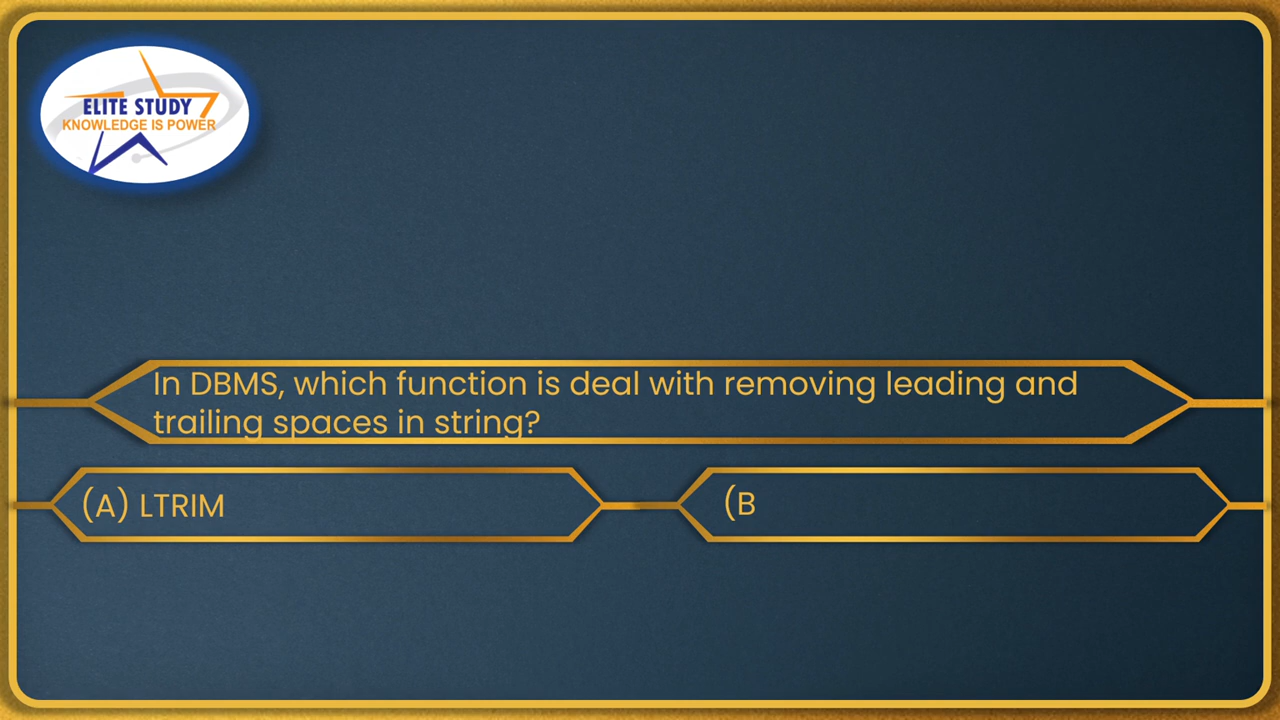 ELITE STUDY
KNOWLEDGE IS POWER
In DBMS, which function is deal with removing leading and
trailing spaces in string?
(A) LTRIM
(B